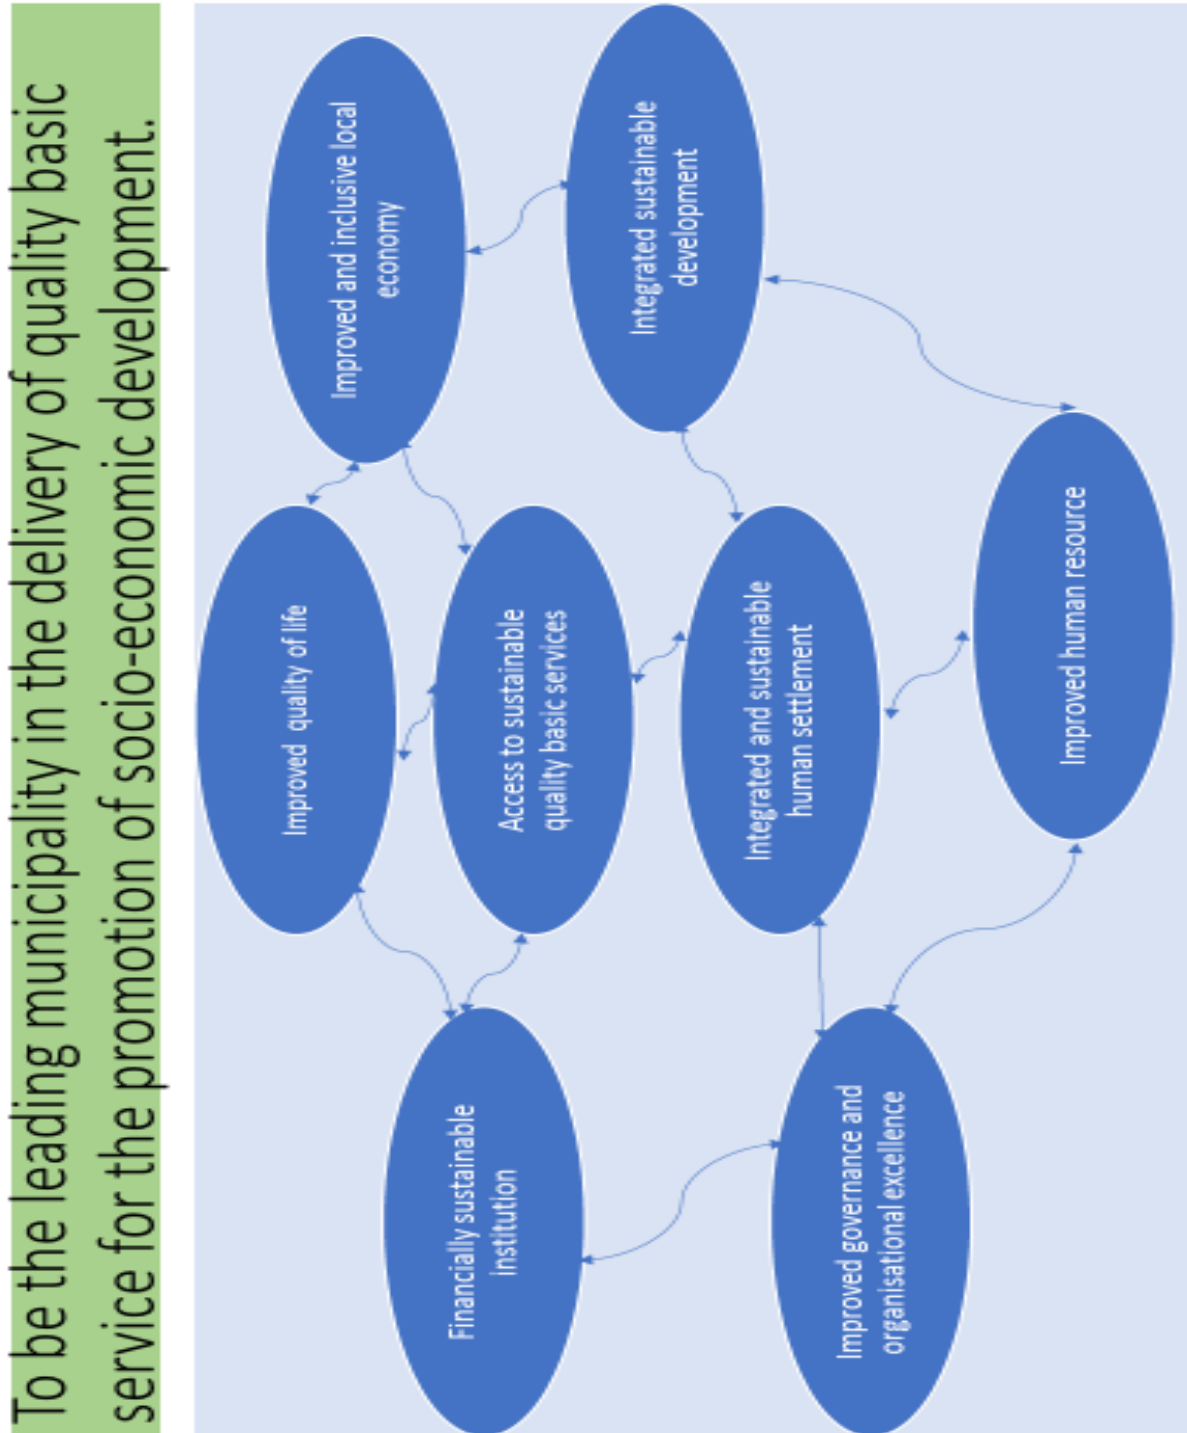 To be the leading municipality in the delivery of quality basic
service for the promotion of socio-economic development.
Improved quality of life
Improved and inclusive local
economy
Financially sustainable
institution
Access to sustainable
quality basic services
Integrated sustainable
development
Integrated and sustainable
human settlement
Improved governance and
organisational excellence
Improved human resource